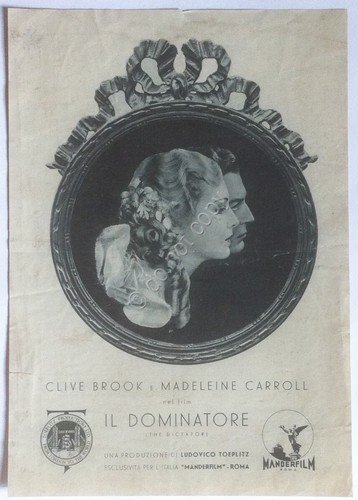 CLIVE BROOK E MADELEINE CARROLL
nel film
IL DOMINATORE
(THE DICTATOR)
UNA PRODUZIONE DI LUDOVICO TOEPLITZ
ESCLUSIVITÀ PER L'ITALIA "MANDERFILM" - ROMA
MANDERFILM
ROMA